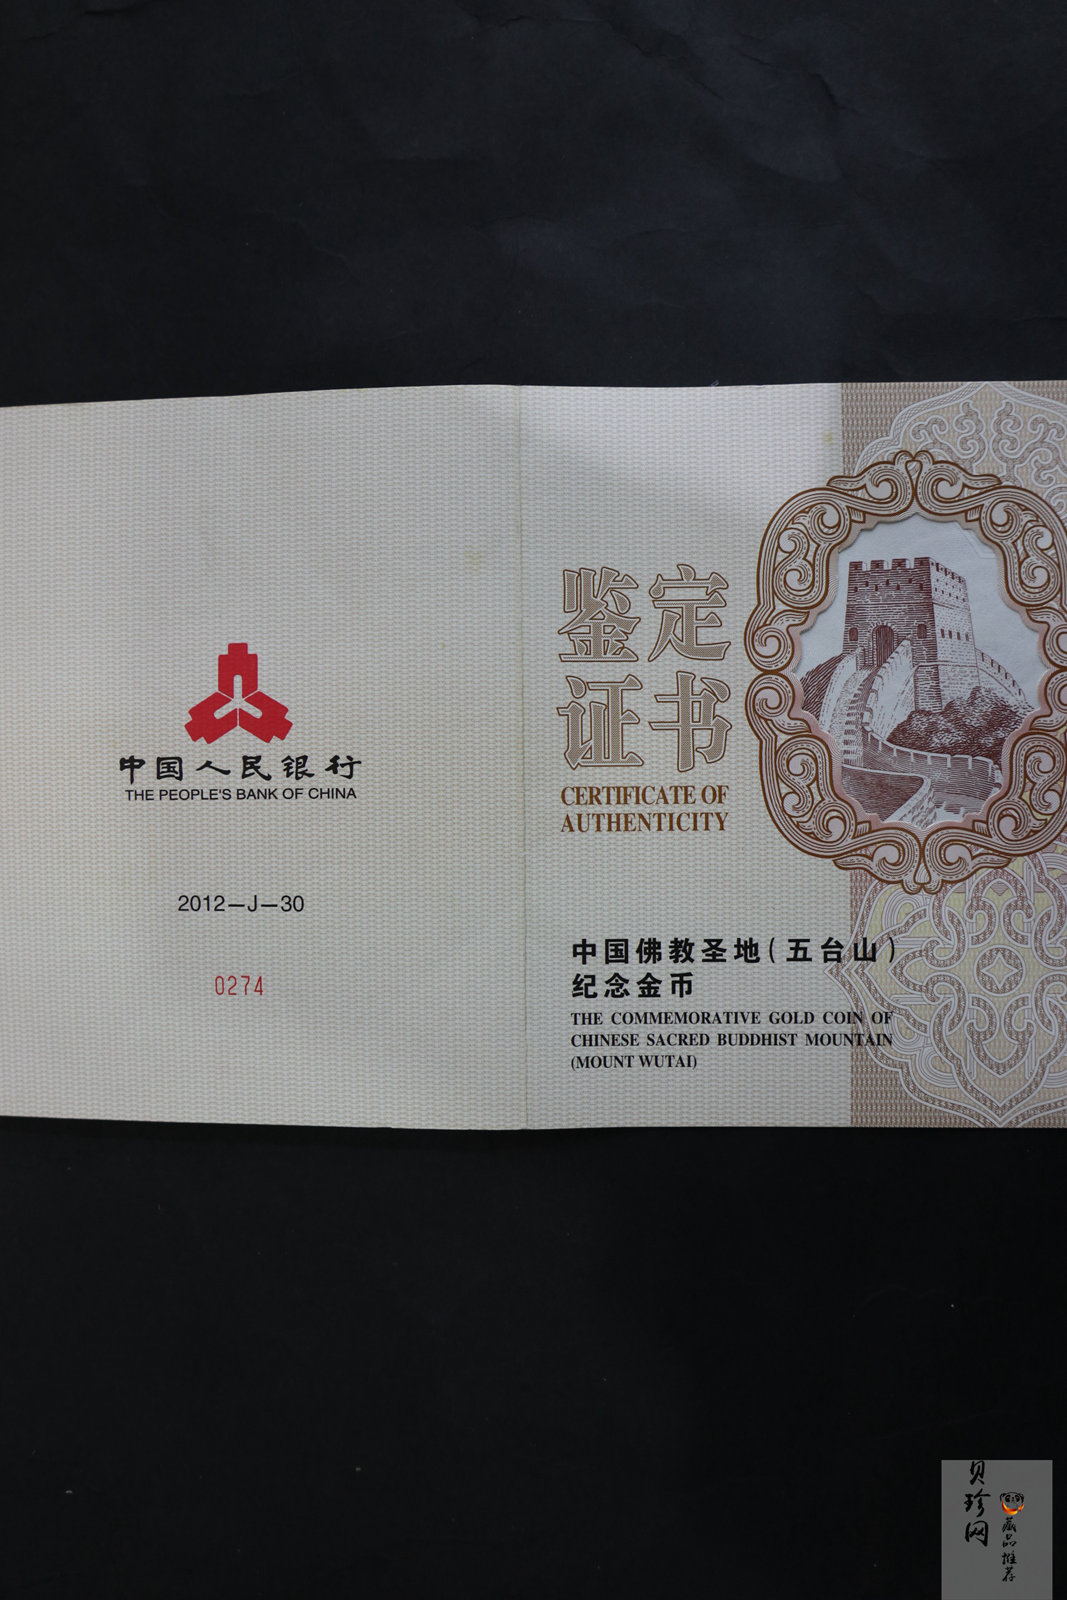 中国人民银行
THE PEOPLE'S BANK OF CHINA
2012—J—30
0274
鉴定
证书
CERTIFICATE OF
AUTHENTICITY
中国佛教圣地(五台山)
纪念金币
THE COMMEMORATIVE GOLD COIN OF
CHINESE SACRED BUDDHIST MOUNTAIN
(MOUNT WUTAI)
贝珍网
藏品推荐